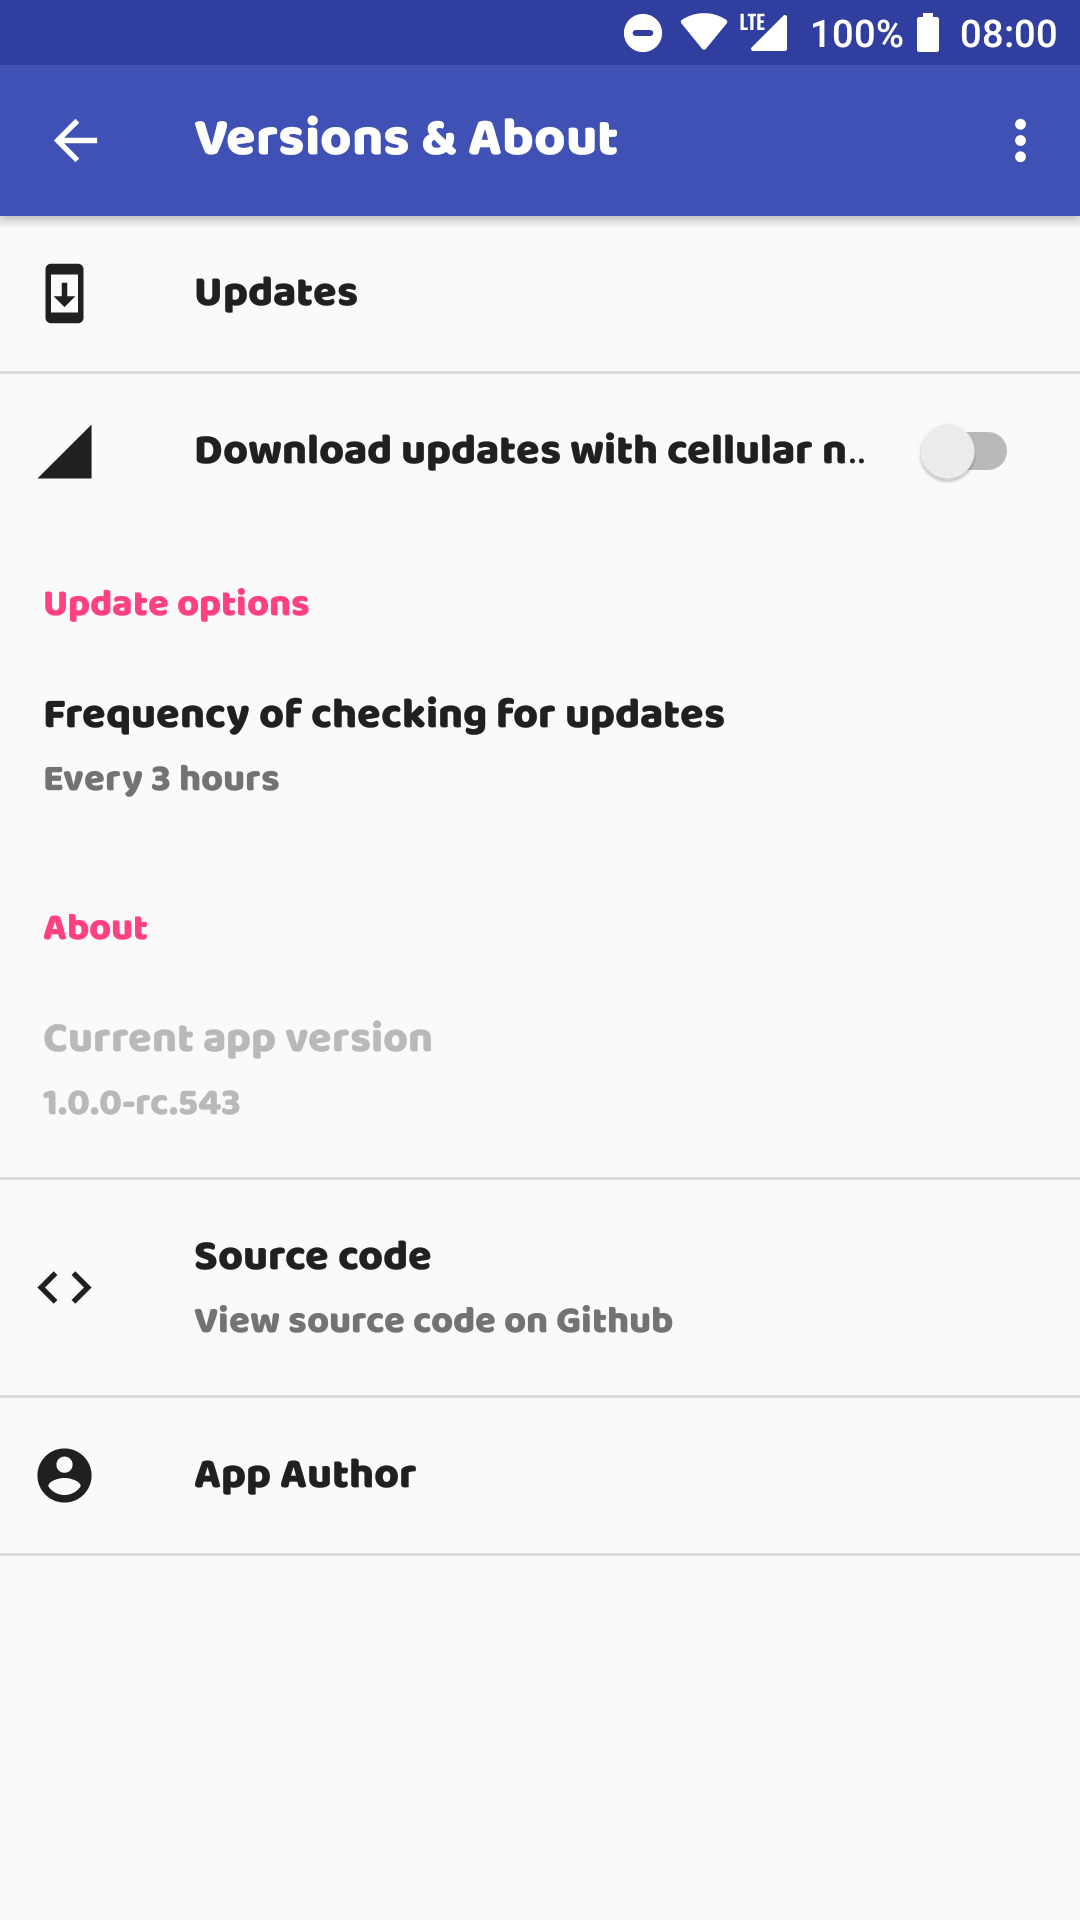 LTE 100% 08:00
Versions & About
Updates
Download updates with cellular n..
Update options
Frequency of checking for updates
Every 3 hours
About
Current app version
1.0.0-rc.543
Source code
View source code on Github
App Author